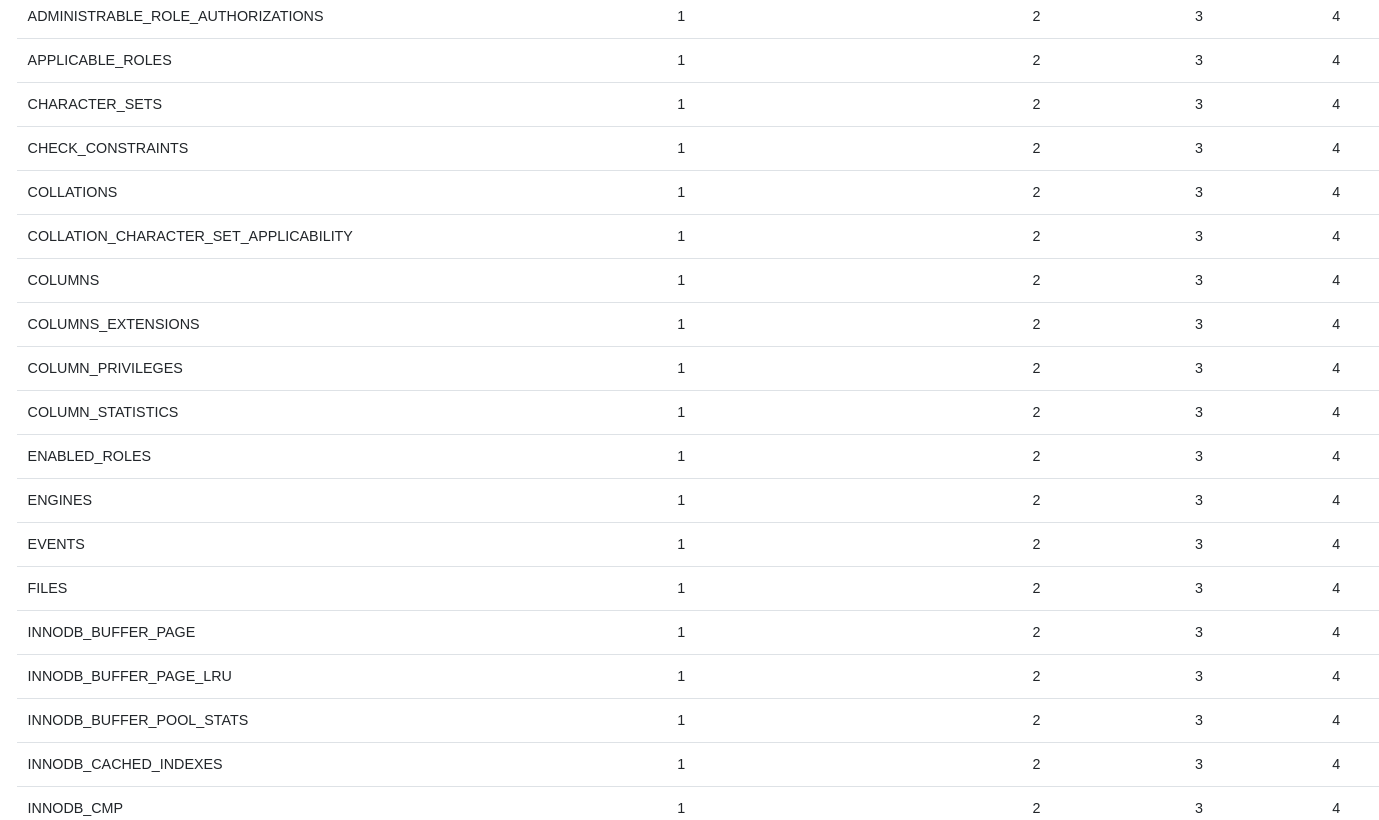 ADMINISTRABLE_ROLE_AUTHORIZATIONS 1 2 3 4
APPLICABLE_ROLES 1 2 3 4
CHARACTER_SETS 1 2 3 4
CHECK_CONSTRAINTS 1 2 3 4
COLLATIONS 1 2 3 4
COLLATION_CHARACTER_SET_APPLICABILITY 1 2 3 4
COLUMNS 1 2 3 4
COLUMNS_EXTENSIONS 1 2 3 4
COLUMN_PRIVILEGES 1 2 3 4
COLUMN_STATISTICS 1 2 3 4
ENABLED_ROLES 1 2 3 4
ENGINES 1 2 3 4
EVENTS 1 2 3 4
FILES 1 2 3 4
INNODB_BUFFER_PAGE 1 2 3 4
INNODB_BUFFER_PAGE_LRU 1 2 3 4
INNODB_BUFFER_POOL_STATS 1 2 3 4
INNODB_CACHED_INDEXES 1 2 3 4
INNODB_CMP 1 2 3 4